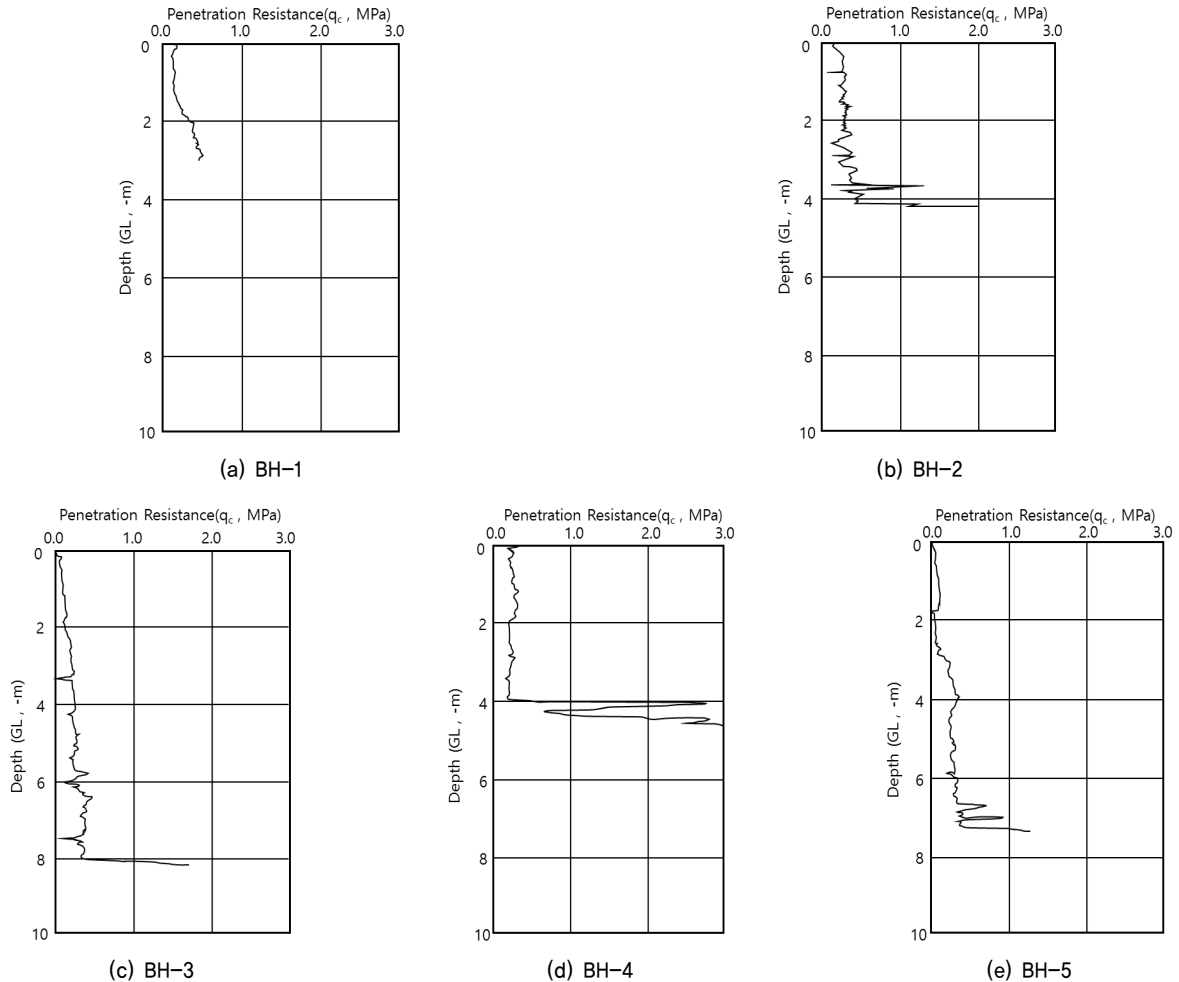 Penetration Resistance(qc , MPa)
0.0 1.0 2.0 3.0
0
2
4
6
8
10
Depth (GL , -m)
(a) BH-1
Penetration Resistance(qc , MPa)
0.0 1.0 2.0 3.0
0
2
4
6
8
10
Depth (GL , -m)
(b) BH-2
Penetration Resistance(qc , MPa)
0.0 1.0 2.0 3.0
0
2
4
6
8
10
Depth (GL , -m)
(c) BH-3
Penetration Resistance(qc , MPa)
0.0 1.0 2.0 3.0
0
2
4
6
8
10
Depth (GL , -m)
(d) BH-4
Penetration Resistance(qc , MPa)
0.0 1.0 2.0 3.0
0
2
4
6
8
10
Depth (GL , -m)
(e) BH-5